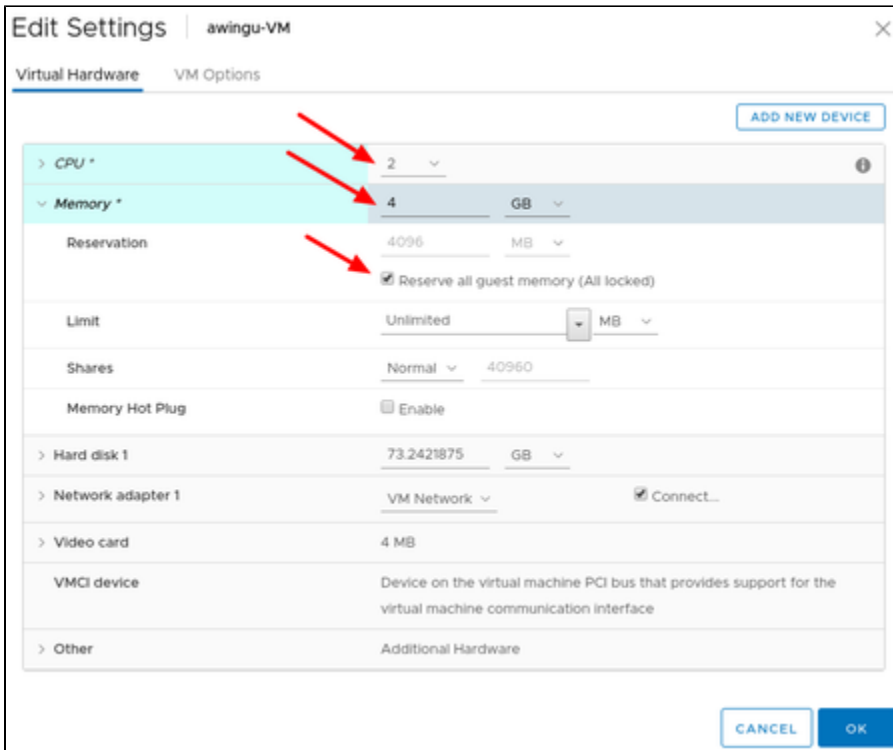 Edit Settings awingu-VM
Virtual Hardware VM Options
ADD NEW DEVICE
CPU * 2
Memory * 4 GB
Reservation 4096 MB
Reserve all guest memory (All locked)
Limit Unlimited MB
Shares Normal 40960
Memory Hot Plug Enable
Hard disk 1 73.2421875 GB
Network adapter 1 VM Network Connect...
Video card 4 MB
VMCI device Device on the virtual machine PCI bus that provides support for the
virtual machine communication interface
Other Additional Hardware
CANCEL OK